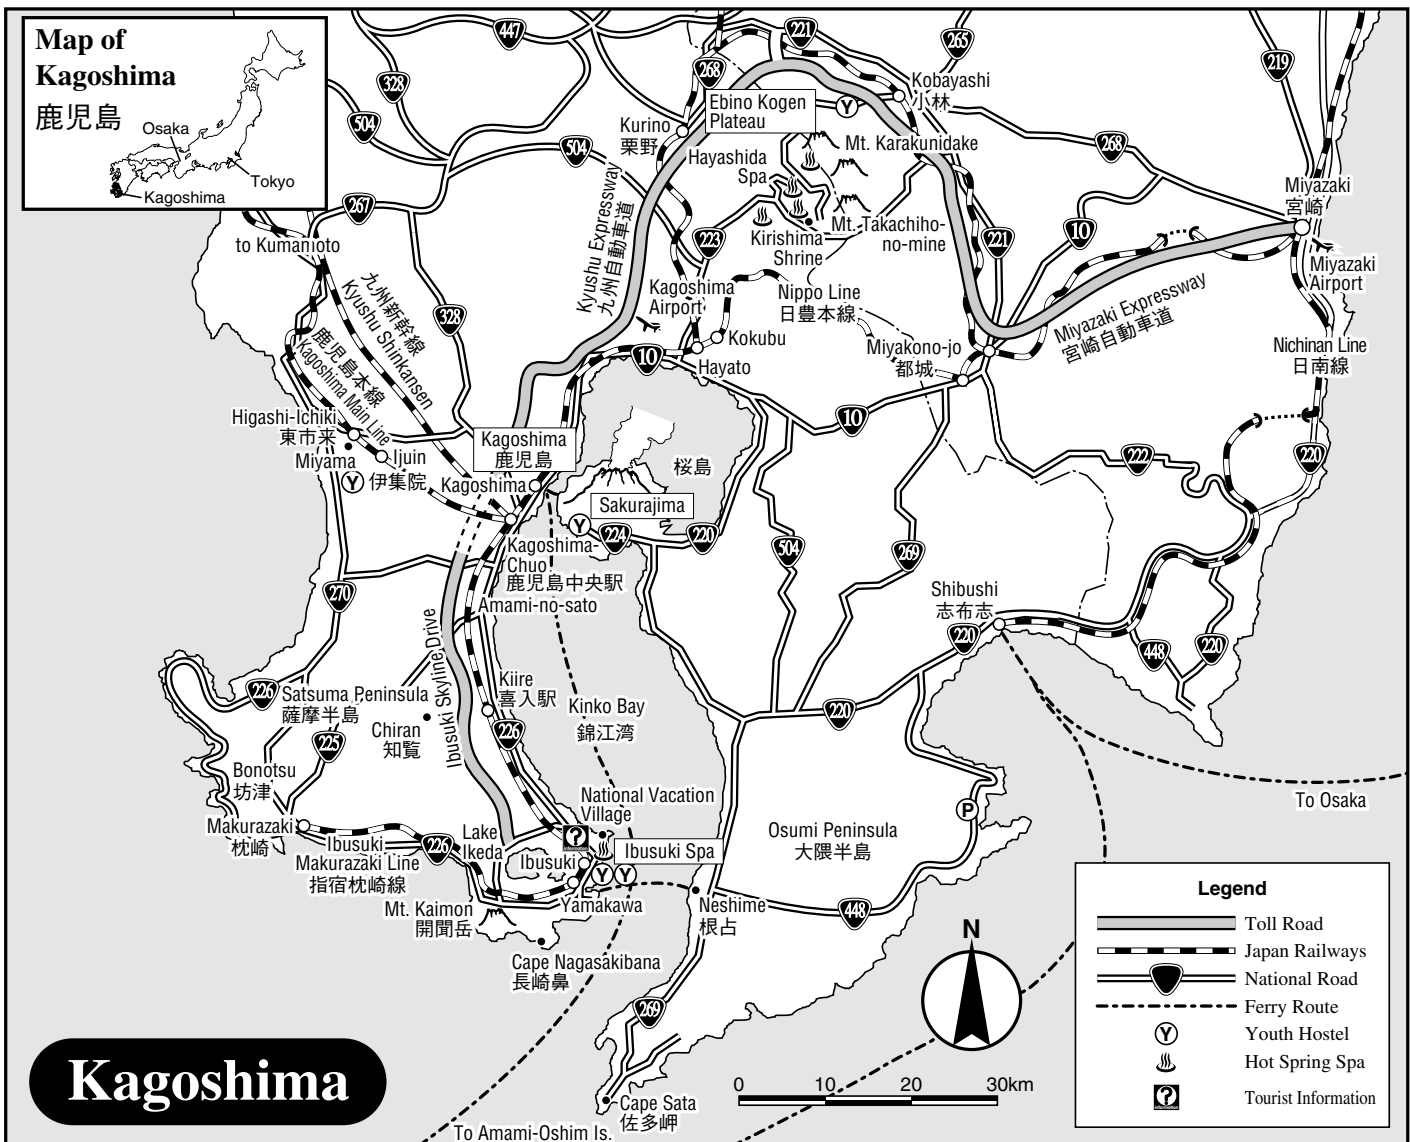 Map of
Kagoshima
鹿児島
Osaka
Tokyo
Kagoshima
447
328
504
504
267
268
221
265
219
Kobayashi
小林
Ebino Kogen
Plateau
Y
Kurino
栗野
Hayashida
Spa
Mt. Karakunidake
268
Miyazaki
宮崎
to Kumamoto
Kyushu Expressway
九州自動車道
223
Kirishima
Shrine
Mt. Takachiho-
no-mine
221
10
Miyazaki
Airport
九州新幹線
Kyushu Shinkansen
328
Kagoshima
Airport
Nippo Line
日豊本線
Miyazaki Expressway
宮崎自動車道
鹿児島本線
Kagoshima Main Line
10
Kokubu
Hayato
Miyakono-jo
都城
Nichinan Line
日南線
Higashi-Ichiki
東市来
Miyama
Ijuin
伊集院
Y
Kagoshima
鹿児島
Kagoshima
桜島
Sakurajima
10
222
220
Y
224
220
504
269
Kagoshima-
Chuo
鹿児島中央駅
270
Amami-no-sato
Shibushi
志布志
220
448
220
Ibusuki Skyline Drive
226
Satsuma Peninsula
薩摩半島
Kiire
喜入駅
Kinko Bay
錦江湾
220
Chiran
知覧
225
226
Bonotsu
坊津
National Vacation
Village
To Osaka
Makurazaki
枕崎
Ibusuki
Makurazaki Line
指宿枕崎線
226
Lake
Ikeda
?
Information
Ibusuki Spa
Ibusuki
Y
Y
Osumi Peninsula
大隅半島
P
Mt. Kaimon
開聞岳
Yamakawa
Neshime
根占
448
Cape Nagasakibana
長崎鼻
269
Cape Sata
佐多岬
To Amami-Oshim Is.
Kagoshima
N
0 10 20 30km
Legend
Toll Road
Japan Railways
National Road
Ferry Route
Y Youth Hostel
Hot Spring Spa
? Tourist Information
Information